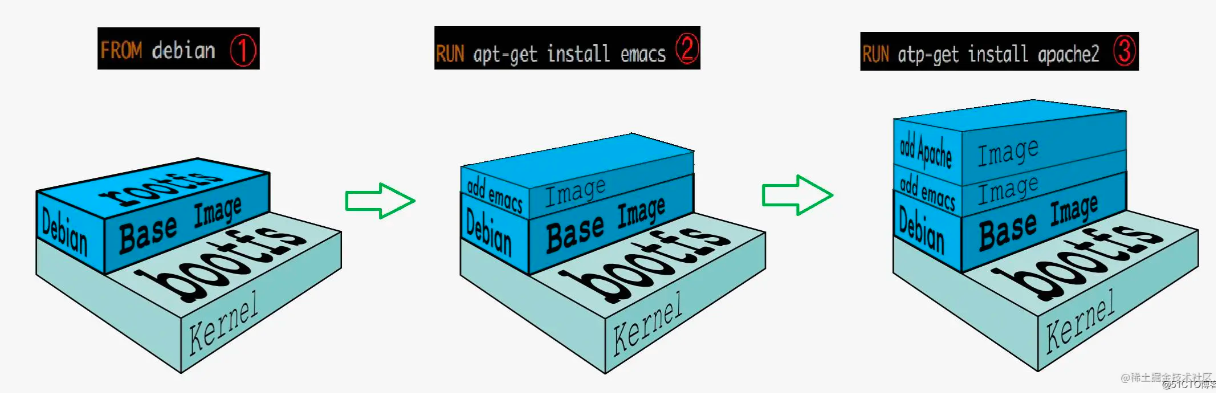 FROM debian ①
RUN apt-get install emacs ②
RUN atp-get install apache2 ③
rootfs
Debian
Base Image
bootfs
Kernel
add emacs
Image
Debian
Base Image
bootfs
Kernel
add Apache
Image
add emacs
Image
Debian
Base Image
bootfs
Kernel
@稀土掘金技术社区
@51CTO博客